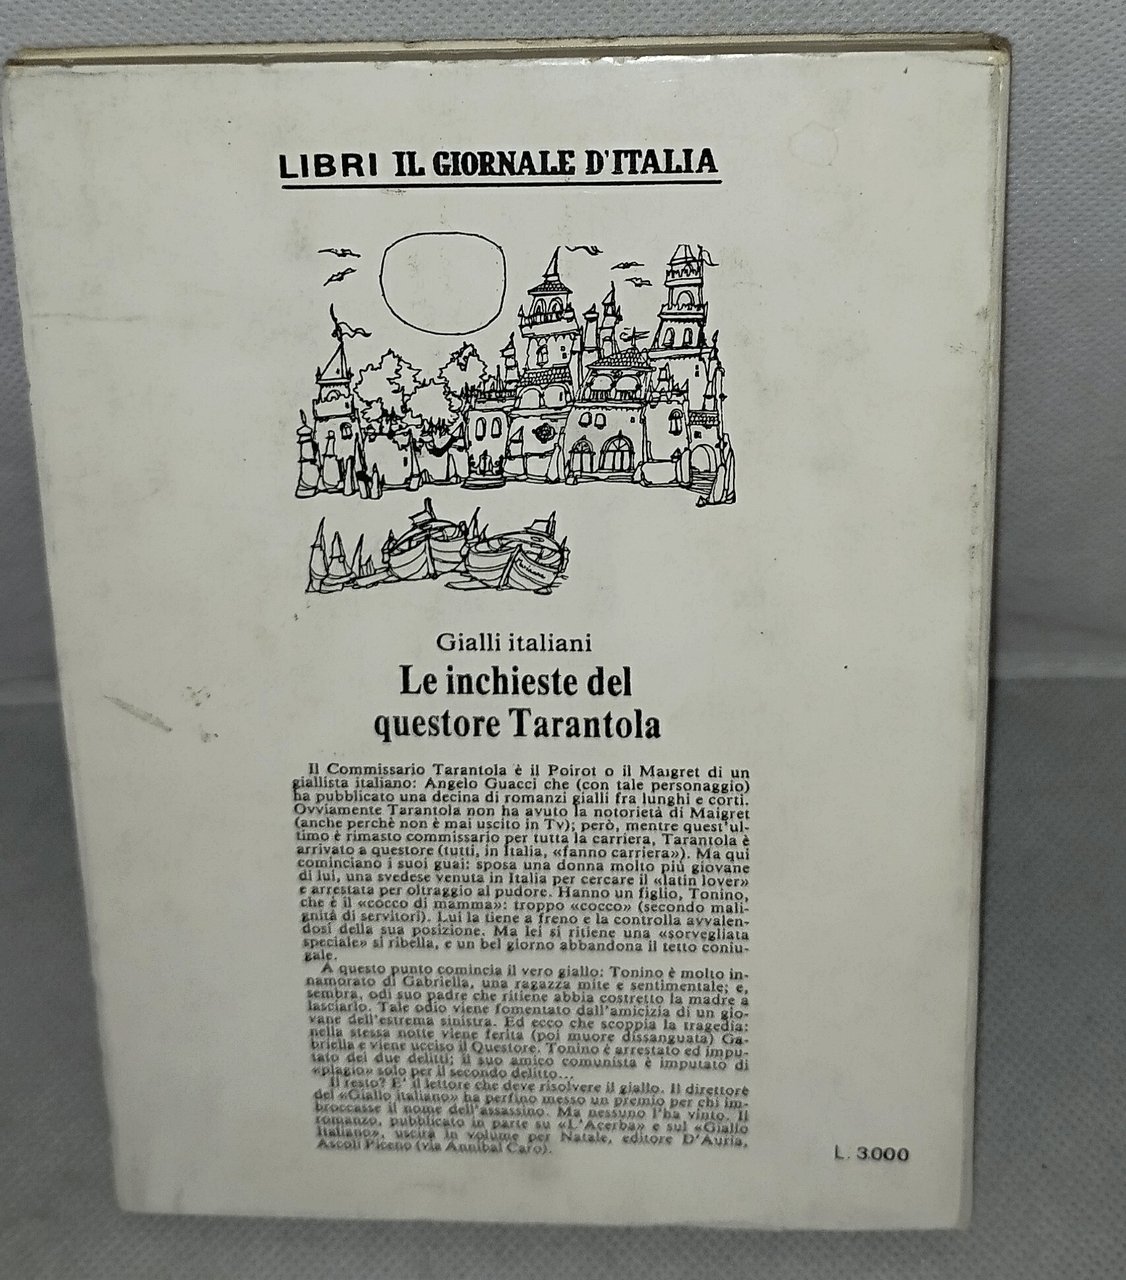 LIBRI IL GIORNALE D'ITALIA
Gialli italiani
Le inchieste del
questore Tarantola
Il Commissario Tarantola è il Poirot o il Maigret di un
giallista italiano: Angelo Guacci che (con tale personaggio)
ha pubblicato una decina di romanzi gialli fra lunghi e corti.
Ovviamente Tarantola non ha avuto la notorietà di Maigret
(anche perchè non è mai uscito in Tv); però, mentre quest'ul-
timo è rimasto commissario per tutta la carriera, Tarantola è
arrivato a questore (tutti, in Italia, «fanno carriera»). Ma qui
cominciano i suoi guai: sposa una donna molto più giovane
di lui, una svedese venuta in Italia per cercare il «latin lover»
e arrestata per oltraggio al pudore. Hanno un figlio, Tonino,
che è il «cocco di mamma»: troppo «cocco» (secondo mali-
gnità di servitori). Lui la tiene a freno e la controlla avvalen-
dosi della sua posizione. Ma lei si ritiene una «sorvegliata
speciale» si ribella, e un bel giorno abbandona il tetto coniu-
gale.
A questo punto comincia il vero giallo: Tonino è molto in-
namorato di Gabriella, una ragazza mite e sentimentale; e,
sembra, odi suo padre che ritiene abbia costretto la madre a
lasciarlo. Tale odio viene fomentato dall'amicizia di un gio-
vane dell'estrema sinistra. Ed ecco che scoppia la tragedia:
nella stessa notte viene ferita (poi muore dissanguata) Ga-
briella e viene ucciso il Questore. Tonino è arrestato ed impu-
tato dei due delitti; il suo amico comunista è imputato di
«plagio» solo per il secondo delitto...
Il resto? E' il lettore che deve risolvere il giallo. Il direttore
del «Giallo italiano» ha perfino messo un premio per chi im-
broccasse il nome dell'assassino. Ma nessuno l'ha vinto. Il
romanzo, pubblicato in parte su «L'Acerba» e sul «Giallo
Italiano», uscirà in volume per Natale, editore D'Auria,
Ascoli Piceno (via Annibal Caro).
L. 3.000